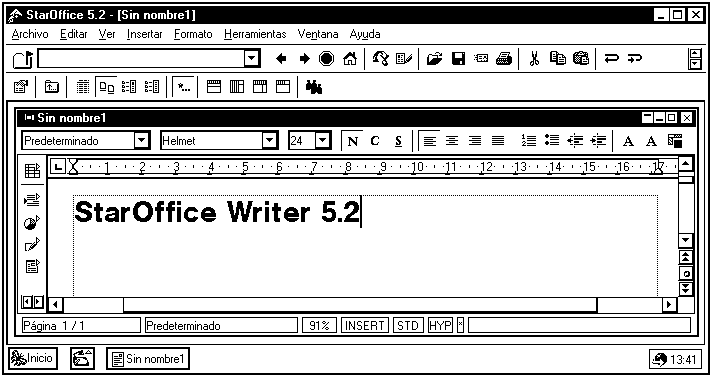 StarOffice 5.2 - [Sin nombre1]
Archivo Editar Ver Insertar Formato Herramientas Ventana Ayuda
Sin nombre1
Predeterminado Helmet 24 N C S A A
1 2 3 4 5 6 7 8 9 10 11 12 13 14 15 16 17
StarOffice Writer 5.2
Página 1 / 1 Predeterminado 91% INSERT STD HYP *
Inicio Sin nombre1 13:41